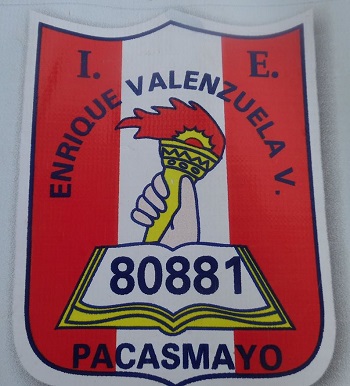 I. E.
ENRIQUE VALENZUELA V.
80881
PACASMAYO